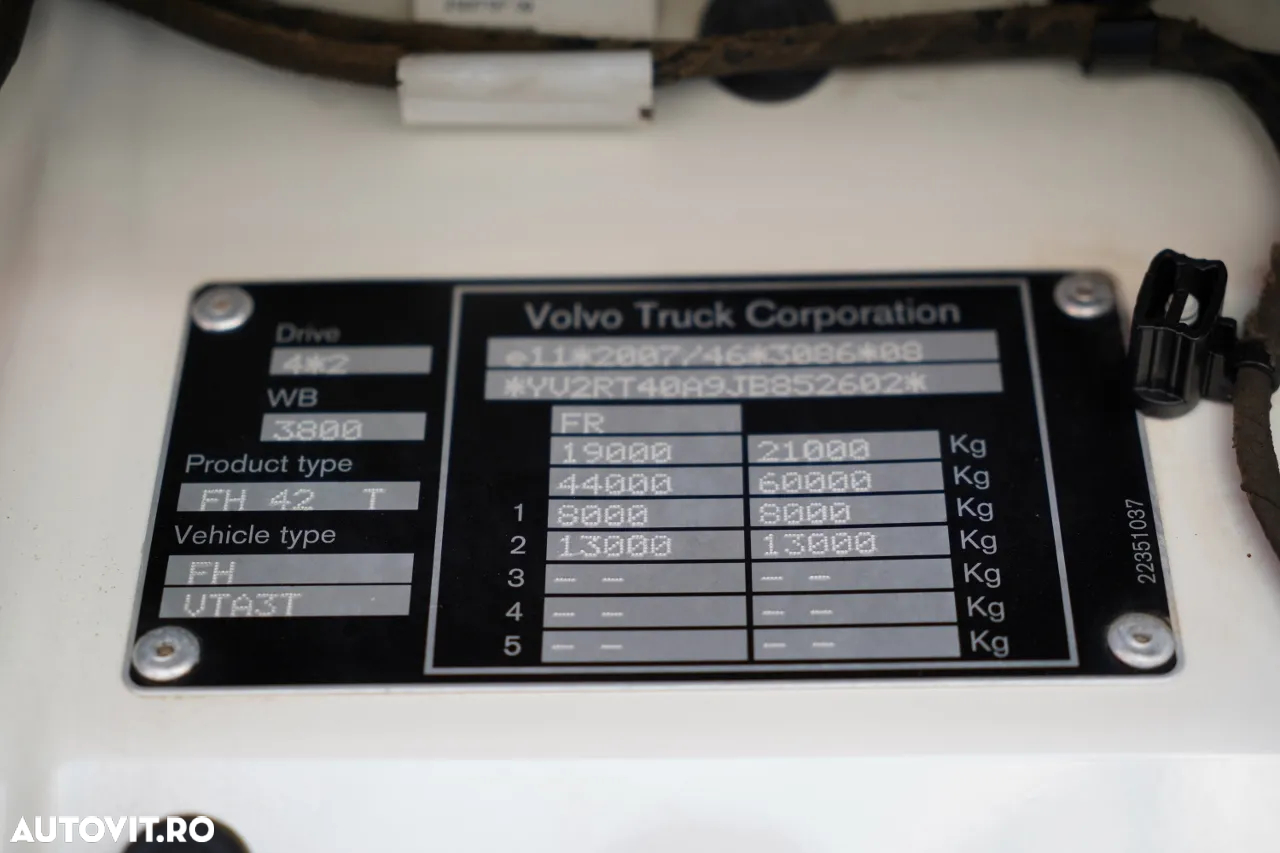 Drive
4*2
WB
3800
Product type
FH 42 T
Vehicle type
FH
VTA3T
Volvo Truck Corporation
e11*2007/46*3086*08
*YV2RT40A9JB852602*
FR
19000 21000 Kg
44000 60000 Kg
1 8000 8000 Kg
2 13000 13000 Kg
3 -- -- -- -- Kg
4 -- -- -- -- Kg
5 -- -- -- -- Kg
22351037
AUTOVIT.RO